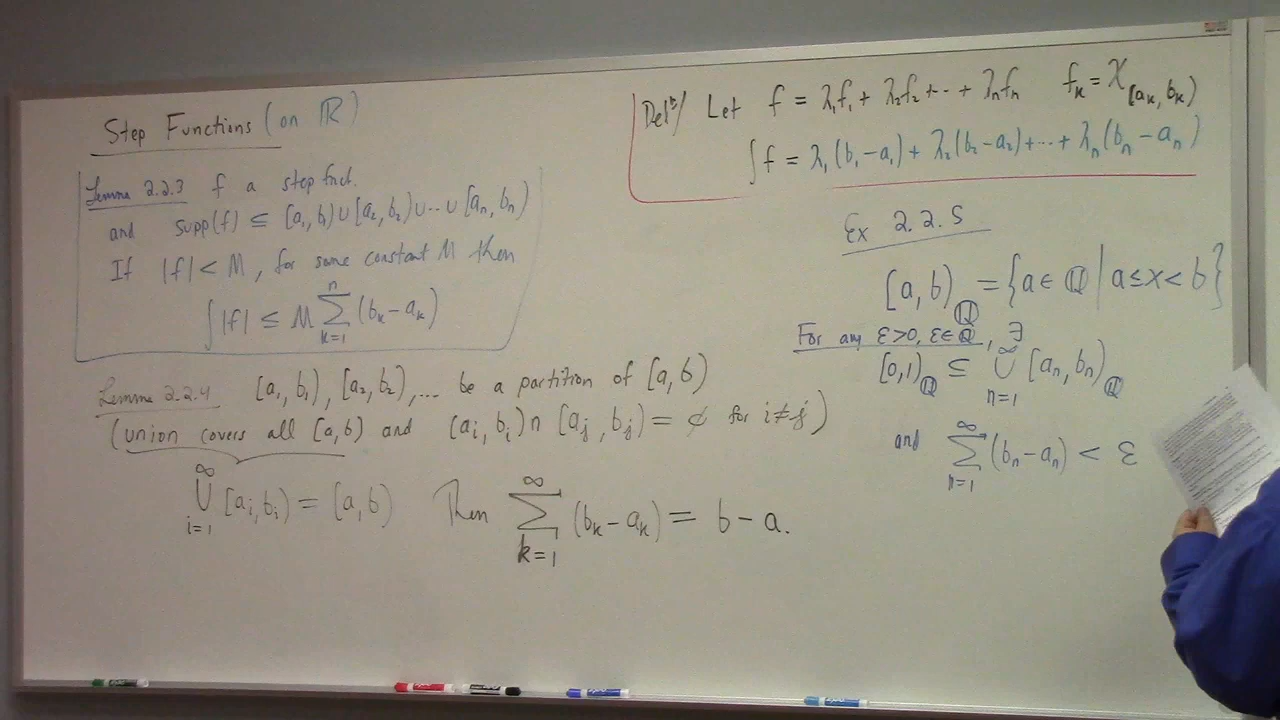 Step Functions (on ℝ)
Lemma 2.2.3 f a step fnct.
and supp(f) ⊆ [a₁, b₁) ∪ [a₂, b₂) ∪ ··· ∪ [aₙ, bₙ)
If |f| < M, for some constant M then
∫|f| ≤ M ∑_{k=1}^{n} (bₖ - aₖ)
Lemma 2.2.4 [a₁, b₁), [a₂, b₂), ... be a partition of [a, b)
(union covers all [a, b) and [aᵢ, bᵢ) ∩ [aⱼ, bⱼ) = ∅ for i ≠ j)
⋃_{i=1}^{∞} [aᵢ, bᵢ) = [a, b) Then ∑_{k=1}^{∞} (bₖ - aₖ) = b - a.
Defⁿ/ Let f = λ₁f₁ + λ₂f₂ + ·· + λₙfₙ fₖ = χ_{[aₖ, bₖ)}
∫f = λ₁(b₁ - a₁) + λ₂(b₂ - a₂) + ··· + λₙ(bₙ - aₙ)
Ex 2.2.5
[a, b)_ℚ = {a ∈ ℚ | a ≤ x < b}
For any ε > 0, ε ∈ ℚ, ∃
[0, 1)_ℚ ⊆ ⋃_{n=1}^{∞} [aₙ, bₙ)_ℚ
and ∑_{n=1}^{∞} (bₙ - aₙ) < ε